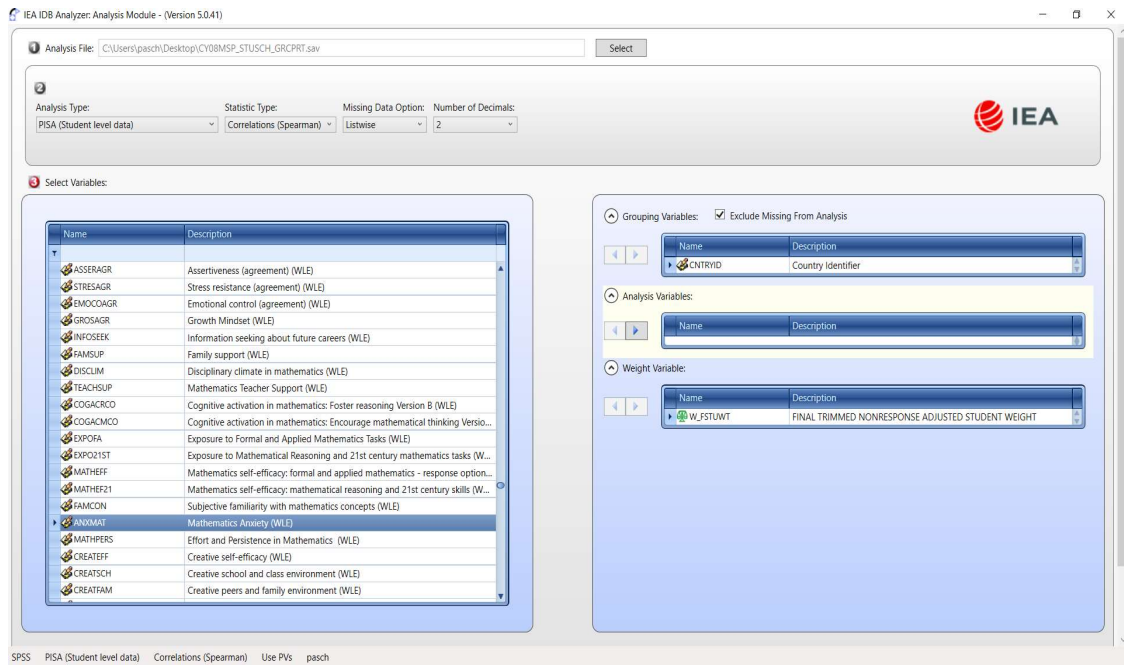 IEA IDB Analyzer: Analysis Module - (Version 5.0.41)
1 Analysis File: C:\Users\pasch\Desktop\CY08MSP_STUSCH_GRCPRT.sav Select
2
Analysis Type: Statistic Type: Missing Data Option: Number of Decimals:
PISA (Student level data) Correlations (Spearman) Listwise 2
IEA
3 Select Variables:
Name Description
ASSERAGR Assertiveness (agreement) (WLE)
STRESAGR Stress resistance (agreement) (WLE)
EMOCOAGR Emotional control (agreement) (WLE)
GROSAGR Growth Mindset (WLE)
INFOSEEK Information seeking about future careers (WLE)
FAMSUP Family support (WLE)
DISCLIM Disciplinary climate in mathematics (WLE)
TEACHSUP Mathematics Teacher Support (WLE)
COGACRCO Cognitive activation in mathematics: Foster reasoning Version B (WLE)
COGACMCO Cognitive activation in mathematics: Encourage mathematical thinking Versio...
EXPOFA Exposure to Formal and Applied Mathematics Tasks (WLE)
EXPO21ST Exposure to Mathematical Reasoning and 21st century mathematics tasks (W...
MATHEFF Mathematics self-efficacy: formal and applied mathematics - response option...
MATHEF21 Mathematics self-efficacy: mathematical reasoning and 21st century skills (W...
FAMCON Subjective familiarity with mathematics concepts (WLE)
ANXMAT Mathematics Anxiety (WLE)
MATHPERS Effort and Persistence in Mathematics (WLE)
CREATEFF Creative self-efficacy (WLE)
CREATSCH Creative school and class environment (WLE)
CREATFAM Creative peers and family environment (WLE)
Grouping Variables: Exclude Missing From Analysis
Name Description
CNTRYID Country Identifier
Analysis Variables:
Name Description
Weight Variable:
Name Description
W_FSTUWT FINAL TRIMMED NONRESPONSE ADJUSTED STUDENT WEIGHT
SPSS PISA (Student level data) Correlations (Spearman) Use PVs pasch